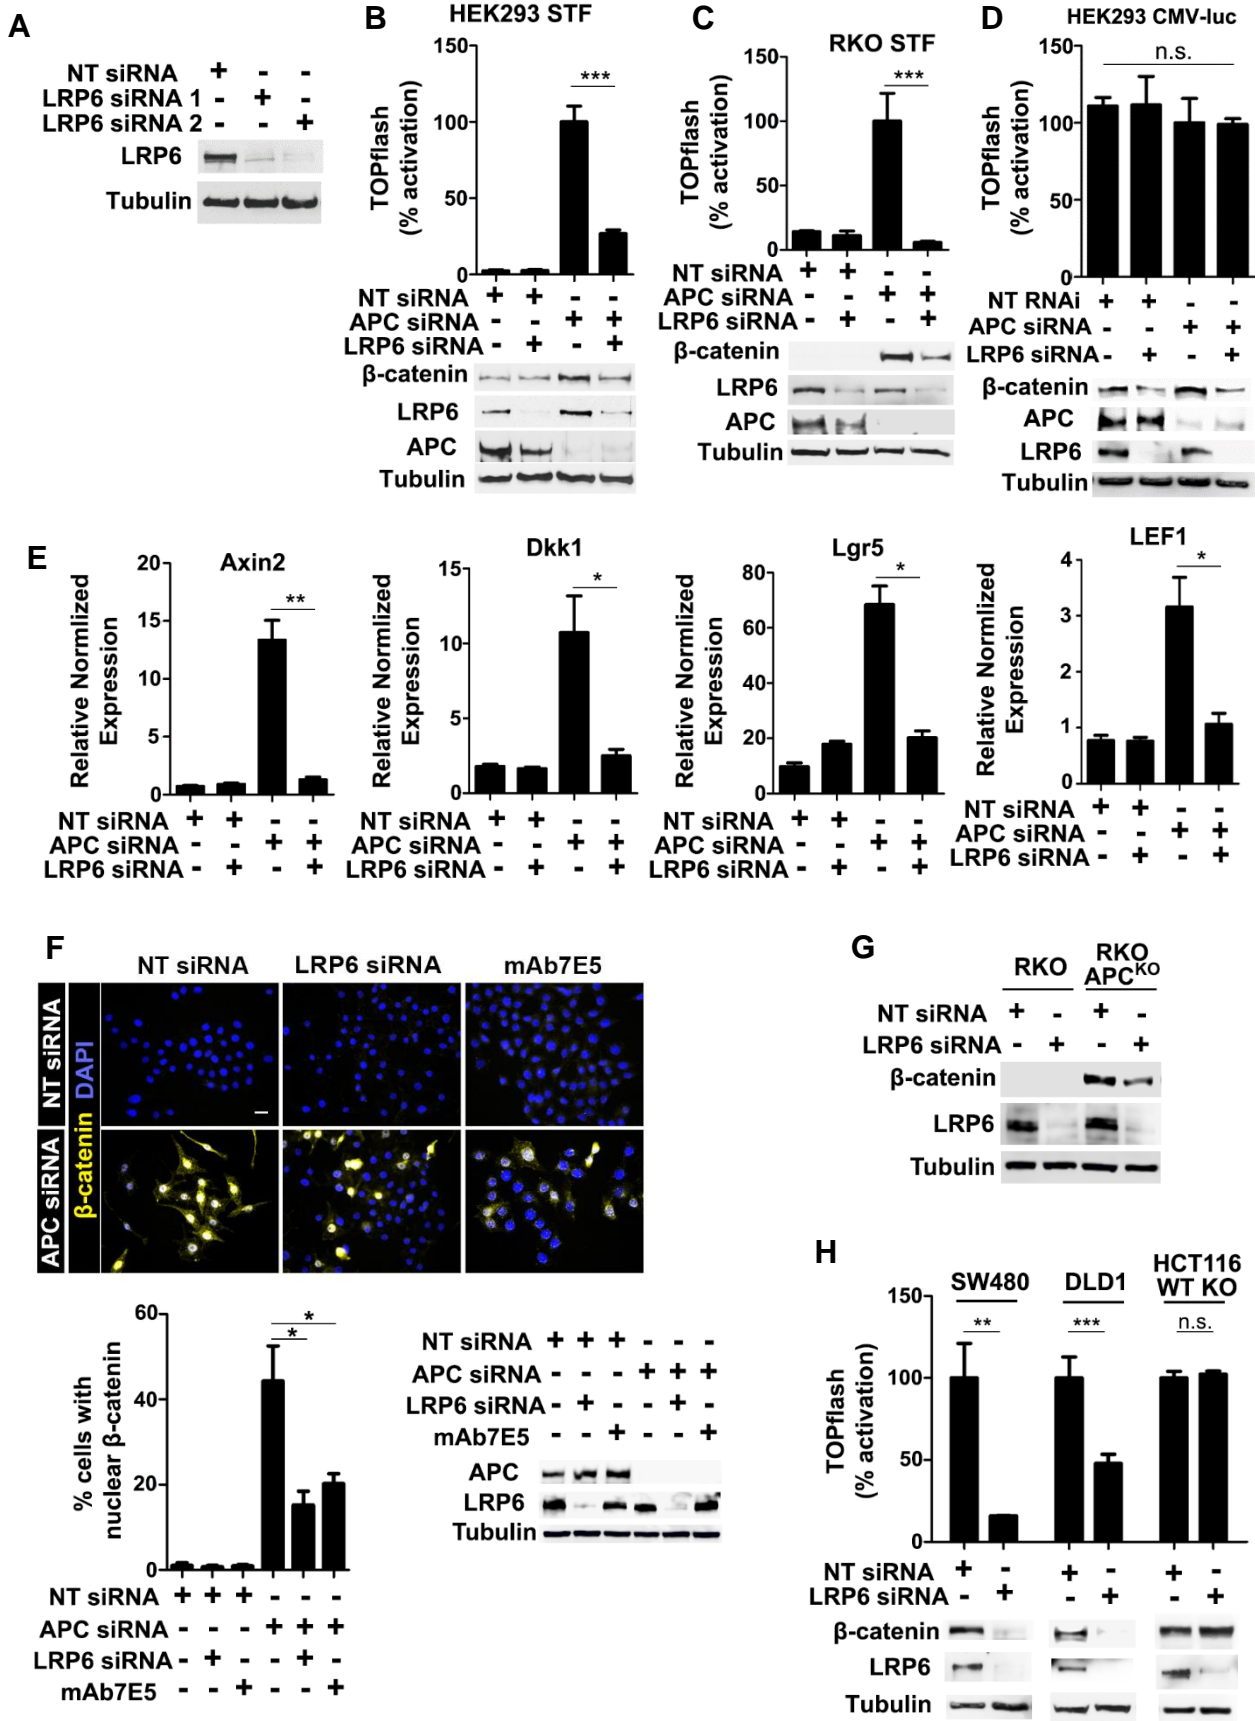 A
NT siRNA + - -
LRP6 siRNA 1 - + -
LRP6 siRNA 2 - - +
LRP6
Tubulin
B
HEK293 STF
TOPflash
(% activation)
150
100
50
0
***
NT siRNA + + - -
APC siRNA - - + +
LRP6 siRNA - + - +
β-catenin
LRP6
APC
Tubulin
C
RKO STF
TOPflash
(% activation)
150
100
50
0
***
NT siRNA + + - -
APC siRNA - - + +
LRP6 siRNA - + - +
β-catenin
LRP6
APC
Tubulin
D
HEK293 CMV-luc
TOPflash
(% activation)
150
100
50
0
n.s.
NT RNAi + + - -
APC siRNA - - + +
LRP6 siRNA - + - +
β-catenin
APC
LRP6
Tubulin
E
Axin2
Relative Normlized
Expression
20
15
10
5
0
**
NT siRNA + + - -
APC siRNA - - + +
LRP6 siRNA - + - +
Dkk1
Relative Normlized
Expression
15
10
5
0
*
NT siRNA + + - -
APC siRNA - - + +
LRP6 siRNA - + - +
Lgr5
Relative Normlized
Expression
80
60
40
20
0
*
NT siRNA + + - -
APC siRNA - - + +
LRP6 siRNA - + - +
LEF1
Relative Normlized
Expression
4
3
2
1
0
*
NT siRNA + + - -
APC siRNA - - + +
LRP6 siRNA - + - +
F
NT siRNA LRP6 siRNA mAb7E5
NT siRNA
APC siRNA
β-catenin DAPI
% cells with
nuclear β-catenin
60
40
20
0
*
*
NT siRNA + + + - - -
APC siRNA - - - + + +
LRP6 siRNA - + - - + -
mAb7E5 - - + - - +
NT siRNA + + + - - -
APC siRNA - - - + + +
LRP6 siRNA - + - - + -
mAb7E5 - - + - - +
APC
LRP6
Tubulin
G
RKO
RKO
APCKO
NT siRNA + - + -
LRP6 siRNA - + - +
β-catenin
LRP6
Tubulin
H
SW480 DLD1 HCT116
WT KO
TOPflash
(% activation)
150
100
50
0
** *** n.s.
NT siRNA + - + - + -
LRP6 siRNA - + - + - +
β-catenin
LRP6
Tubulin